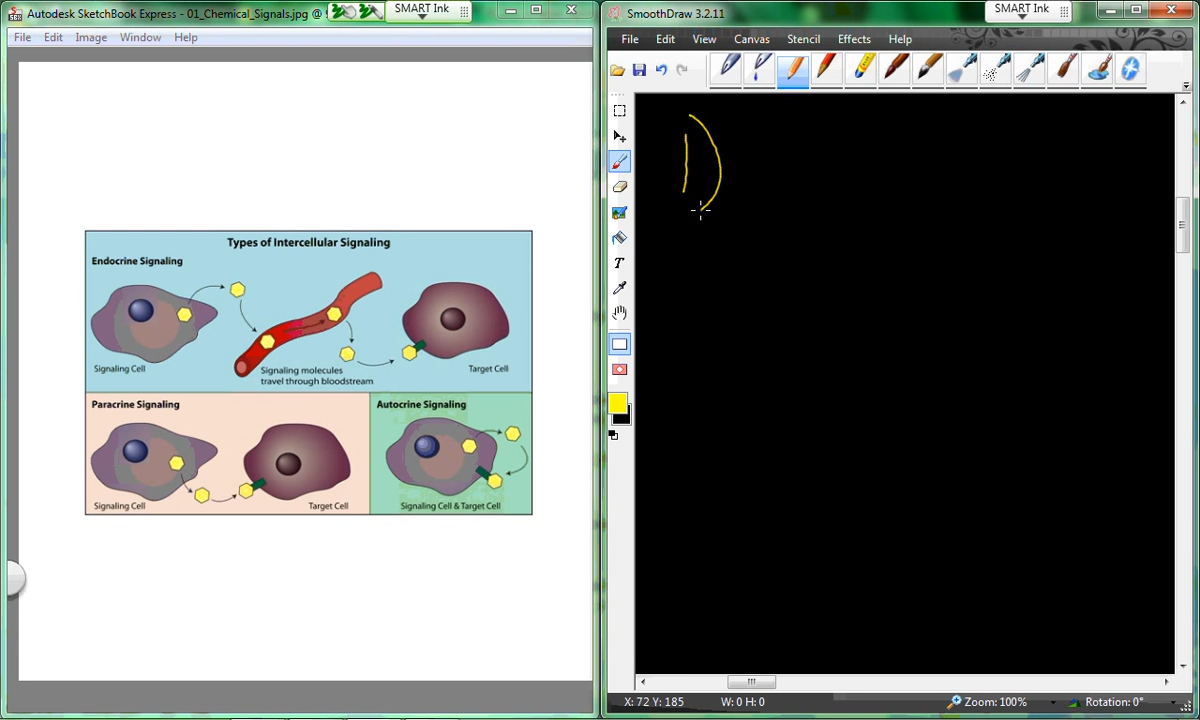 Autodesk SketchBook Express - 01_Chemical_Signals.jpg @
SMART Ink
File Edit Image Window Help
Types of Intercellular Signaling
Endocrine Signaling
Signaling Cell
Signaling molecules
travel through bloodstream
Target Cell
Paracrine Signaling
Signaling Cell
Target Cell
Autocrine Signaling
Signaling Cell & Target Cell
SmoothDraw 3.2.11
SMART Ink
File Edit View Canvas Stencil Effects Help
T
D
X: 72 Y: 185 W: 0 H: 0 Zoom: 100% Rotation: 0°